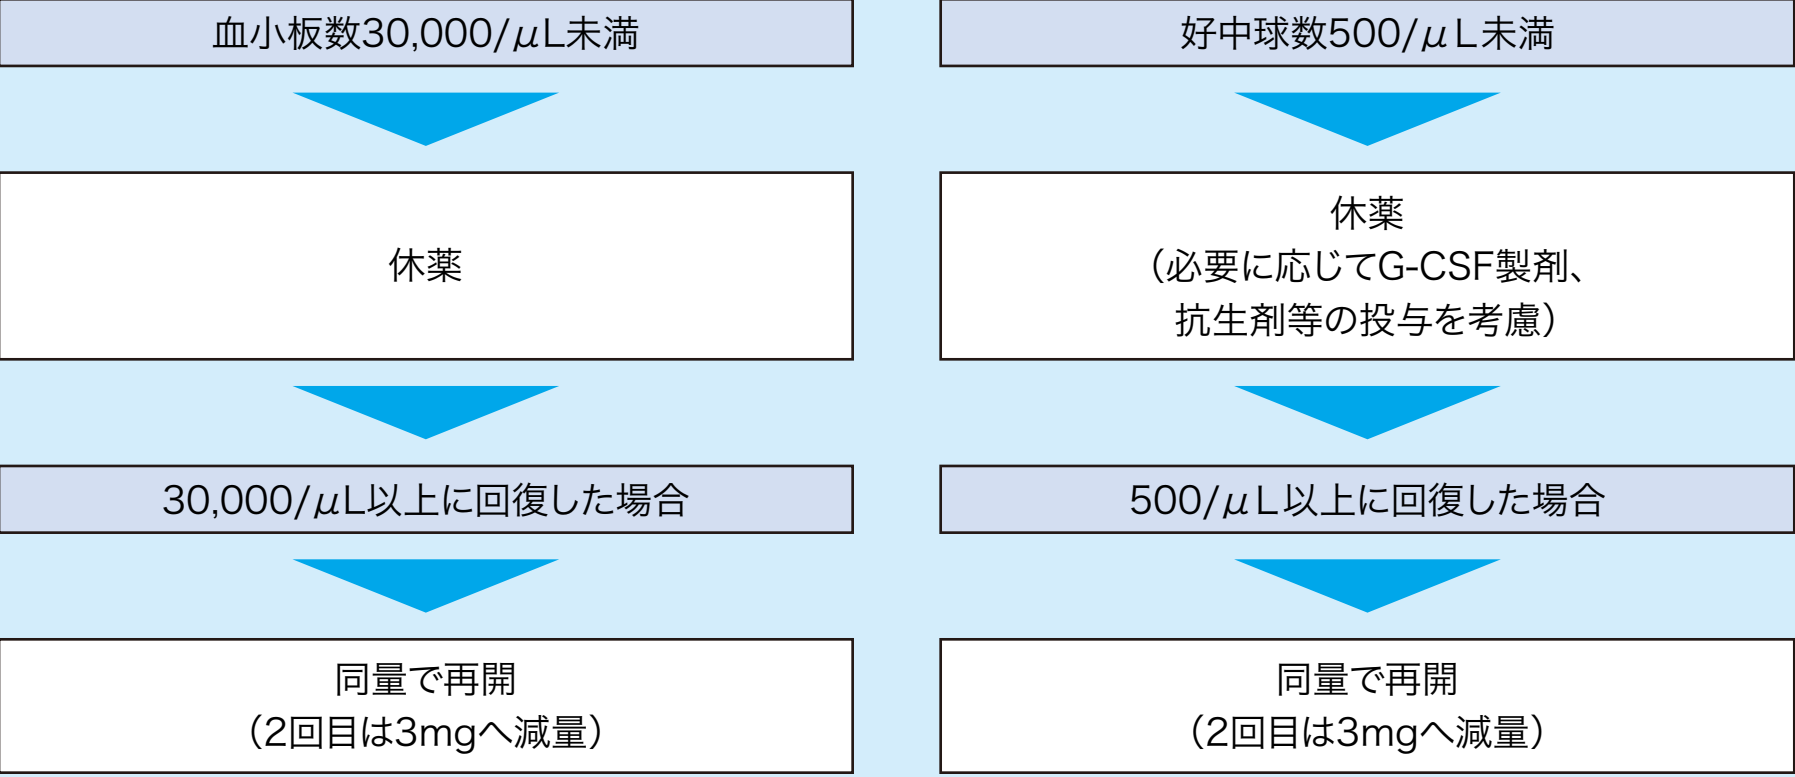 血小板数30,000/μL未満
休薬
30,000/μL以上に回復した場合
同量で再開
(2回目は3mgへ減量)
好中球数500/μL未満
休薬
(必要に応じてG-CSF製剤、
抗生剤等の投与を考慮)
500/μL以上に回復した場合
同量で再開
(2回目は3mgへ減量)